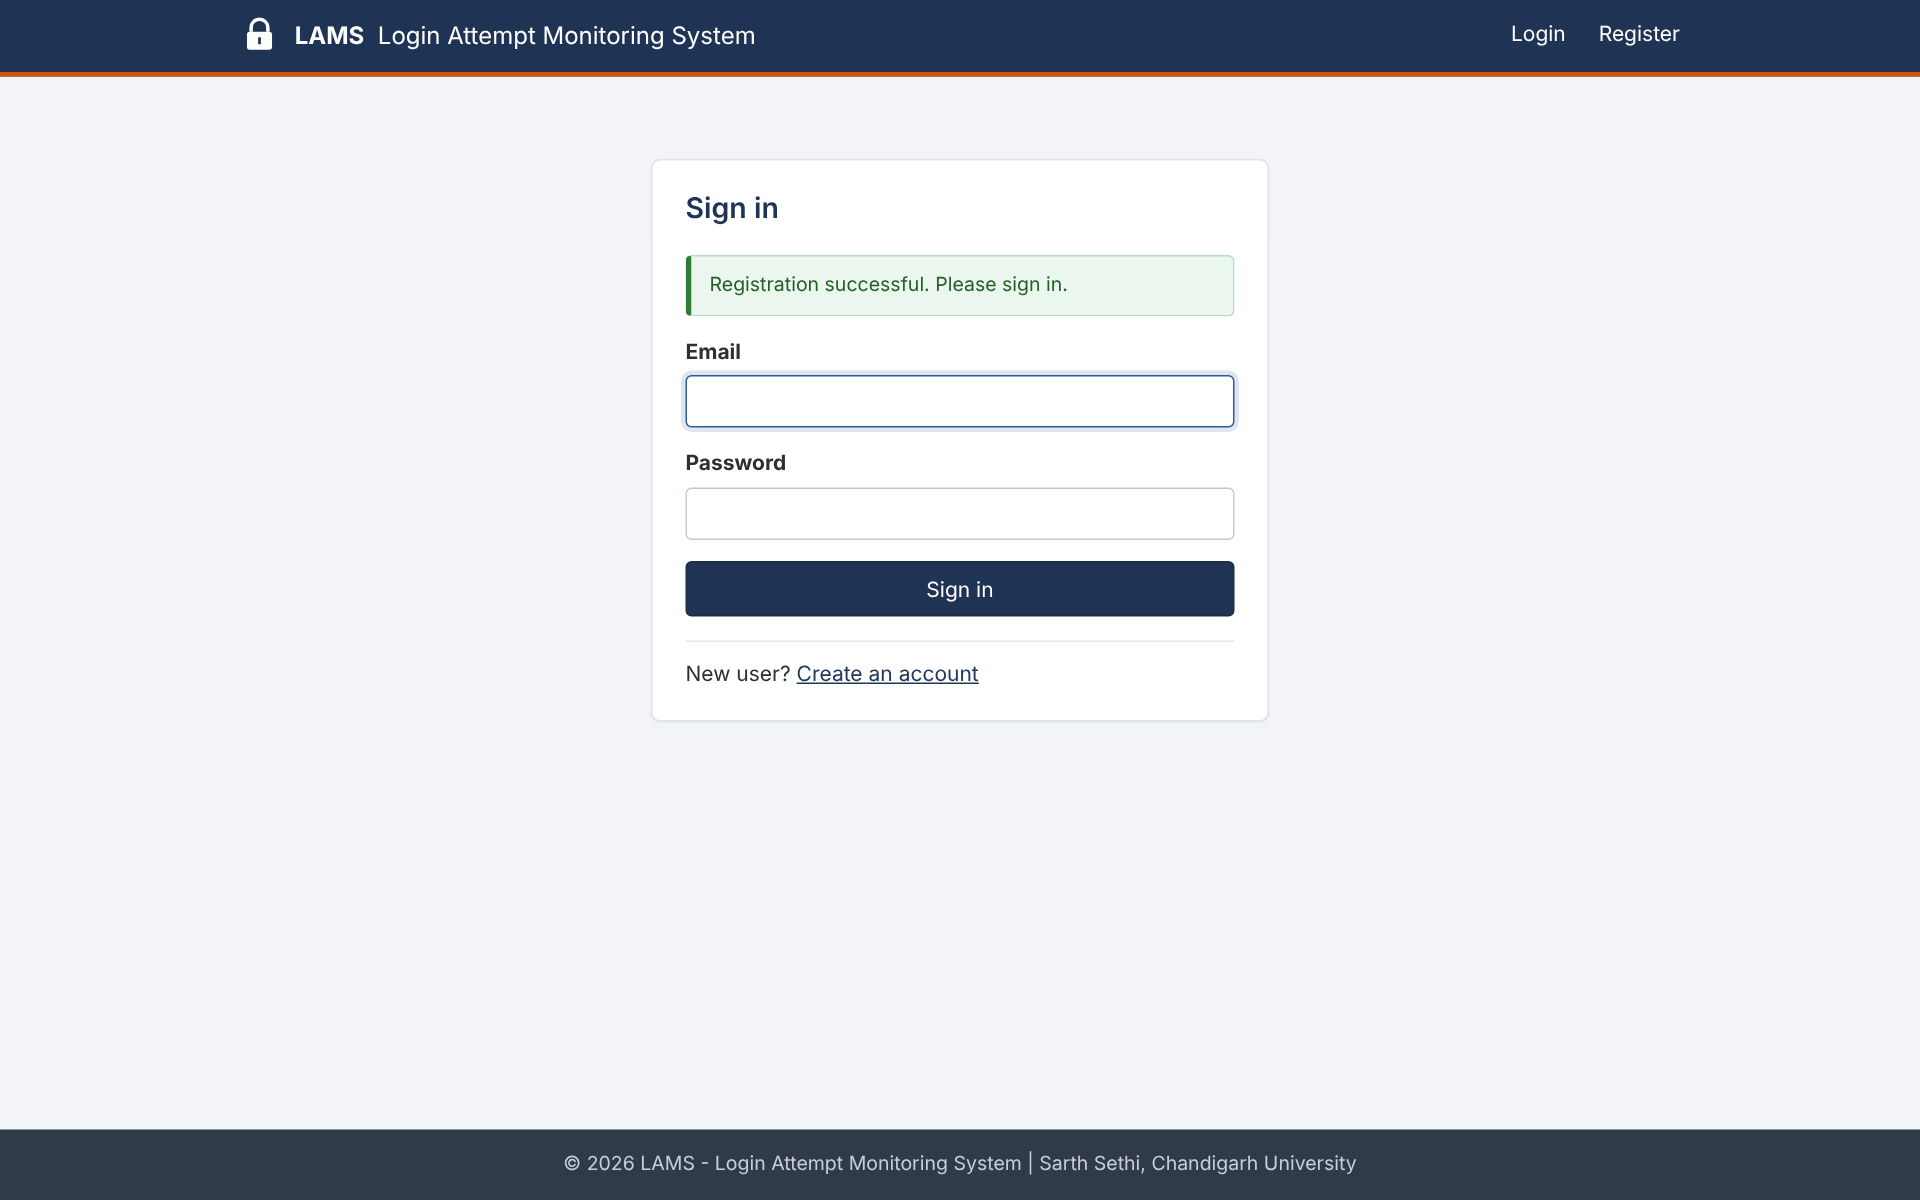 LAMS Login Attempt Monitoring System
Login Register
Sign in
Registration successful. Please sign in.
Email
Password
Sign in
New user? Create an account
© 2026 LAMS - Login Attempt Monitoring System | Sarth Sethi, Chandigarh University